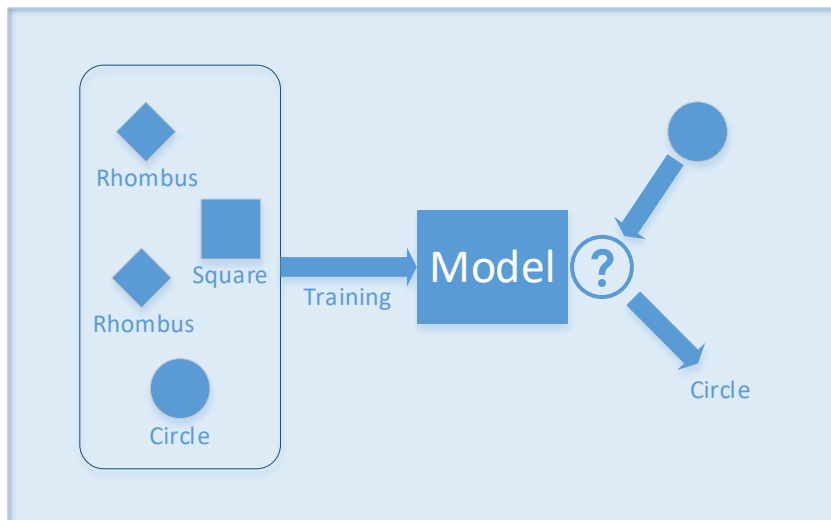 Rhombus
Square
Rhombus
Circle
Training
Model
?
Circle